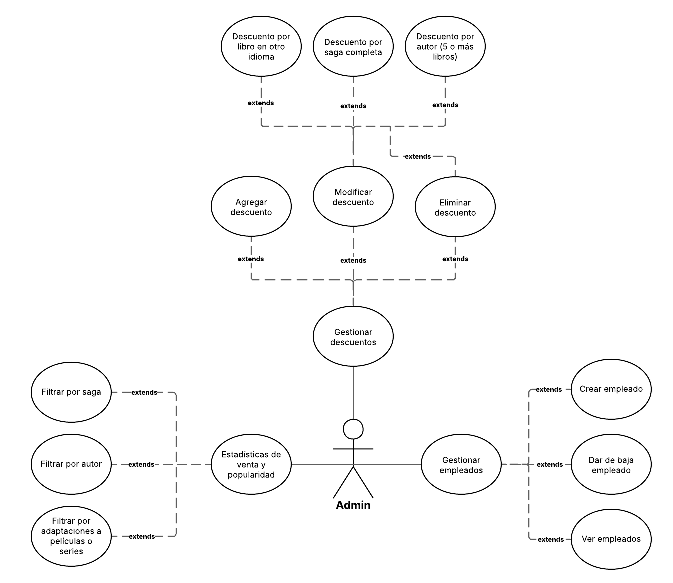 Descuento por
libro en otro
idioma
Descuento por
saga completa
Descuento por
autor (5 o más
libros)
extends
extends
extends
extends
Agregar
descuento
Modificar
descuento
Eliminar
descuento
extends
extends
extends
Gestionar
descuentos
Filtrar por saga
extends
extends
Crear empleado
Filtrar por autor
extends
Estadísticas de
venta y
popularidad
Gestionar
empleados
extends
Dar de baja
empleado
Admin
Filtrar por
adaptaciones a
películas o
series
extends
extends
Ver empleados